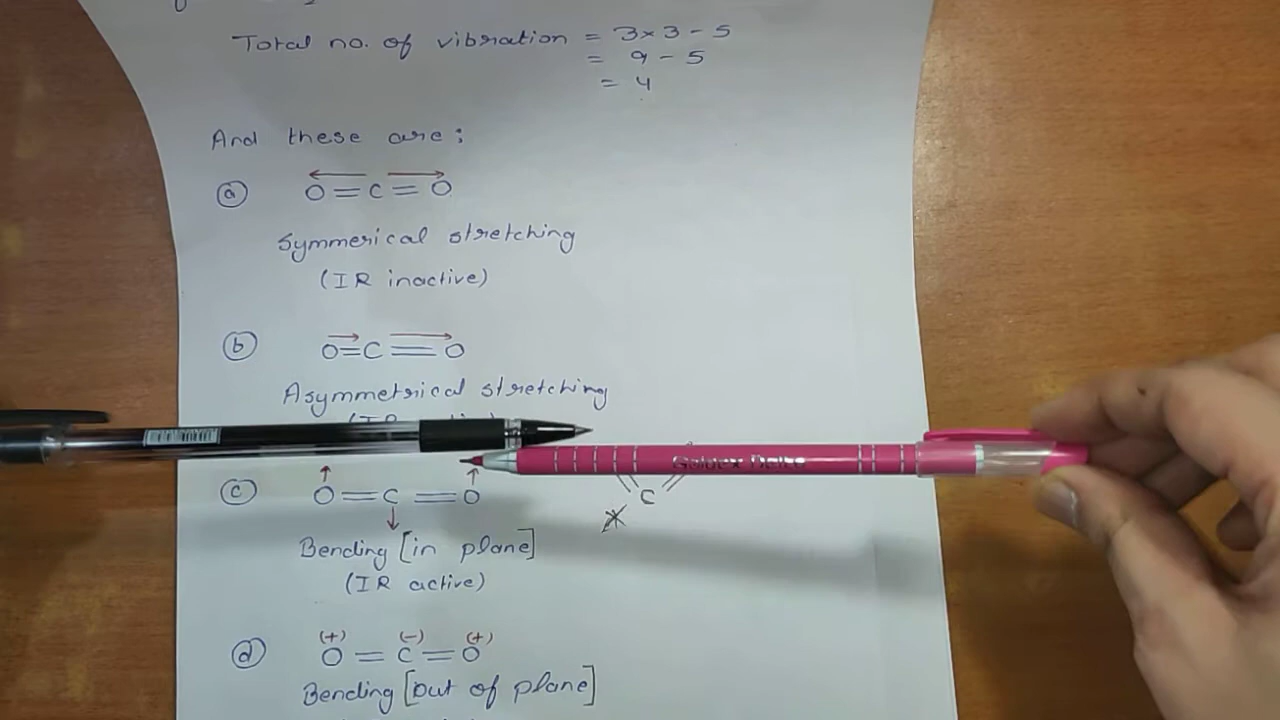 Total no. of vibration = 3×3-5
= 9-5
= 4
And these are:
(a) O=C=O
Symmerical stretching
(IR inactive)
(b) O=C=O
Asymmetrical stretching
Goldex
(c) O=C=O
C
Bending [in plane]
(IR active)
(+) (-) (+)
(d) O=C=O
Bending [out of plane]